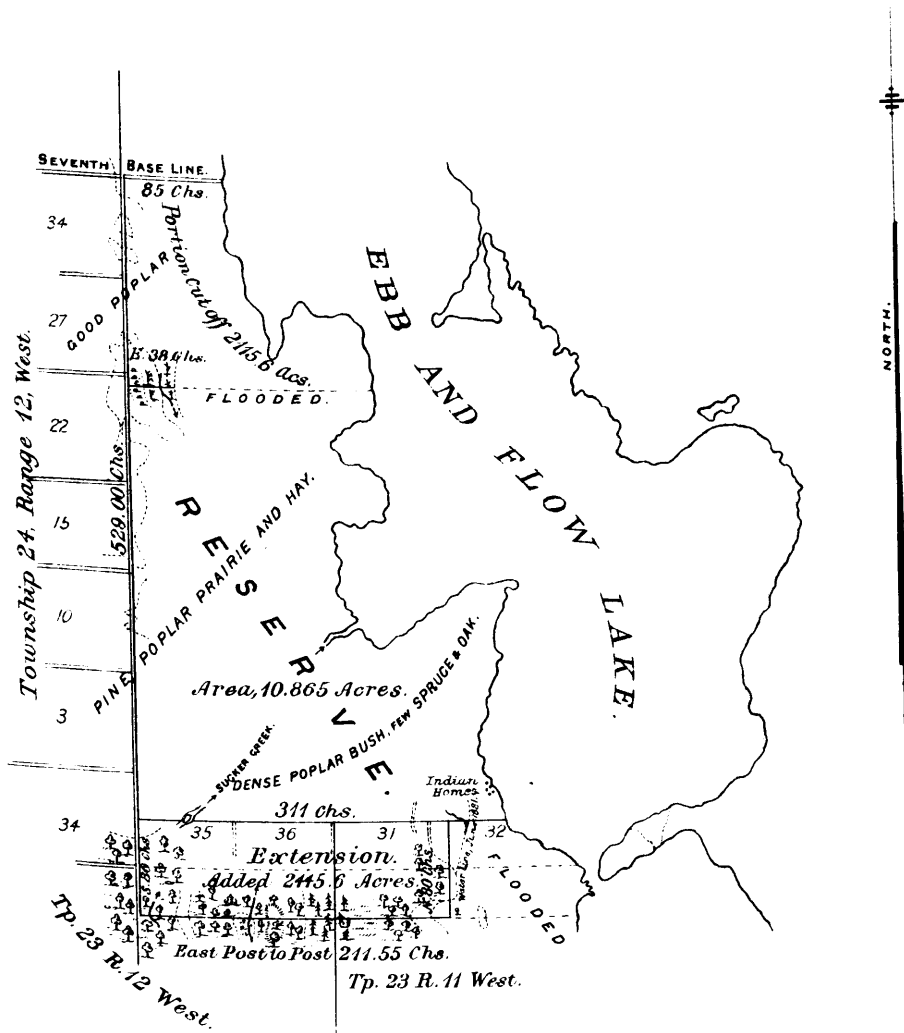 SEVENTH BASE LINE.
85 Chs.
34
Portion Cut off 2445.6 acs.
GOOD POPLAR
EBB AND FLOW LAKE.
NORTH.
27
E. 38 Chs.
FLOODED.
Township 24, Range 12, West.
22
529.00 Chs.
15
RESERVE.
PINE POPLAR PRAIRIE AND HAY.
10
3
Area, 10.865 Acres.
DENSE POPLAR BUSH, FEW SPRUCE & OAK.
SUCKER CREEK.
Indian
Homes
311 Chs.
34
35
36
31
32
Extension.
Added 2445.6 Acres.
FLOODED
East Post to Post 211.55 Chs.
Tp. 23 R. 12 West.
Tp. 23 R. 11 West.